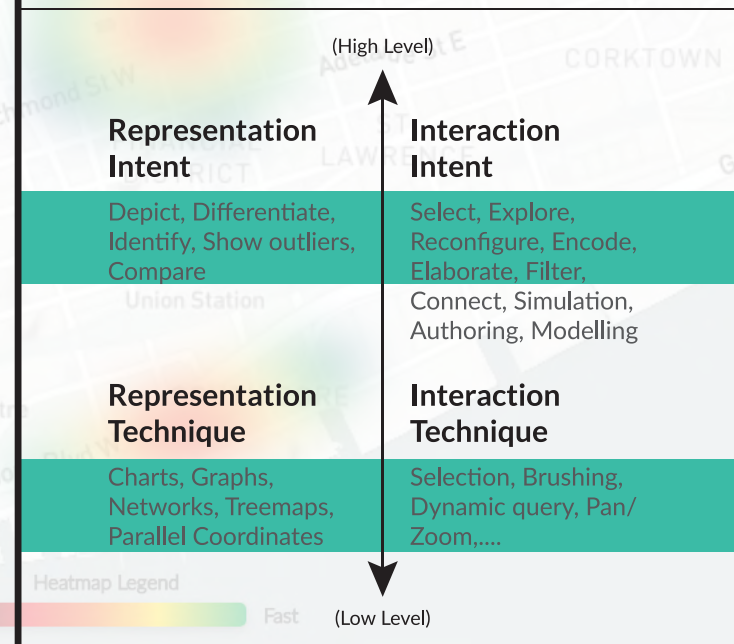 (High Level)
Adelaide St E
CORKTOWN
Representation
Intent
Interaction
Intent
FINANCIAL
DISTRICT
ST.
LAWRENCE
Depict, Differentiate,
Identify, Show outliers,
Compare
Select, Explore,
Reconfigure, Encode,
Elaborate, Filter,
Connect, Simulation,
Authoring, Modelling
Union Station
Representation
Technique
Interaction
Technique
Charts, Graphs,
Networks, Treemaps,
Parallel Coordinates
Selection, Brushing,
Dynamic query, Pan/
Zoom,....
Heatmap Legend
Fast
(Low Level)